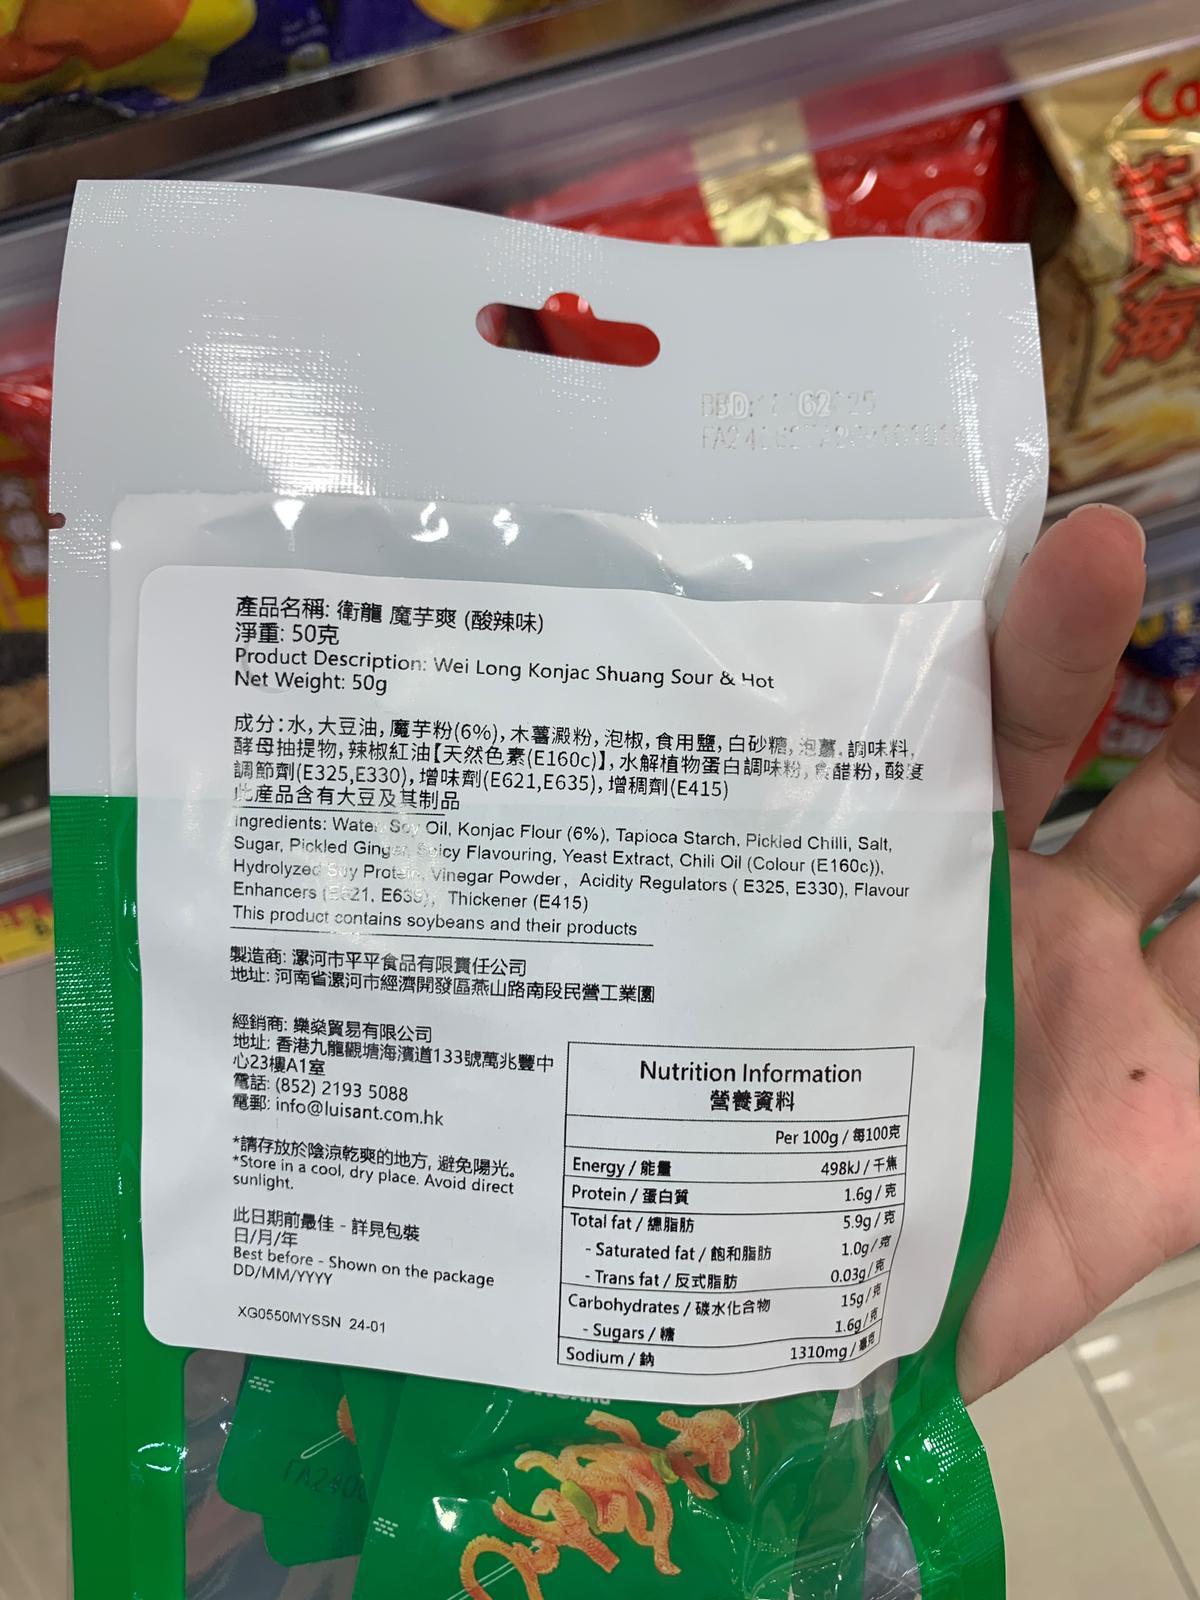 產品名稱: 衛龍 魔芋爽 (酸辣味)
淨重: 50克
Product Description: Wei Long Konjac Shuang Sour & Hot
Net Weight: 50g
成分:水,大豆油,魔芋粉(6%),木薯澱粉,泡椒,食用鹽,白砂糖,泡薑,調味料,
酵母抽提物,辣椒紅油【天然色素(E160c)】,水解植物蛋白調味粉,食醋粉,酸度
調節劑(E325,E330),增味劑(E621,E635),增稠劑(E415)
此產品含有大豆及其制品
Ingredients: Water, Soy Oil, Konjac Flour (6%), Tapioca Starch, Pickled Chilli, Salt,
Sugar, Pickled Ginger, Spicy Flavouring, Yeast Extract, Chili Oil (Colour (E160c)),
Hydrolyzed Soy Protein, Vinegar Powder, Acidity Regulators ( E325, E330), Flavour
Enhancers (E621, E635), Thickener (E415)
This product contains soybeans and their products
製造商: 漯河市平平食品有限責任公司
地址: 河南省漯河市經濟開發區燕山路南段民營工業園
經銷商: 樂燊貿易有限公司
地址: 香港九龍觀塘海濱道133號萬兆豐中
心23樓A1室
電話: (852) 2193 5088
電郵: info@luisant.com.hk
*請存放於陰涼乾爽的地方, 避免陽光。
*Store in a cool, dry place. Avoid direct
sunlight.
此日期前最佳 - 詳見包裝
日/月/年
Best before - Shown on the package
DD/MM/YYYY
XG0550MYSSN 24-01
Nutrition Information
營養資料
Per 100g / 每100克
Energy / 能量 498kJ / 千焦
Protein / 蛋白質 1.6g / 克
Total fat / 總脂肪 5.9g / 克
- Saturated fat / 飽和脂肪 1.0g / 克
- Trans fat / 反式脂肪 0.03g / 克
Carbohydrates / 碳水化合物 15g / 克
- Sugars / 糖 1.6g / 克
Sodium / 鈉 1310mg / 毫克